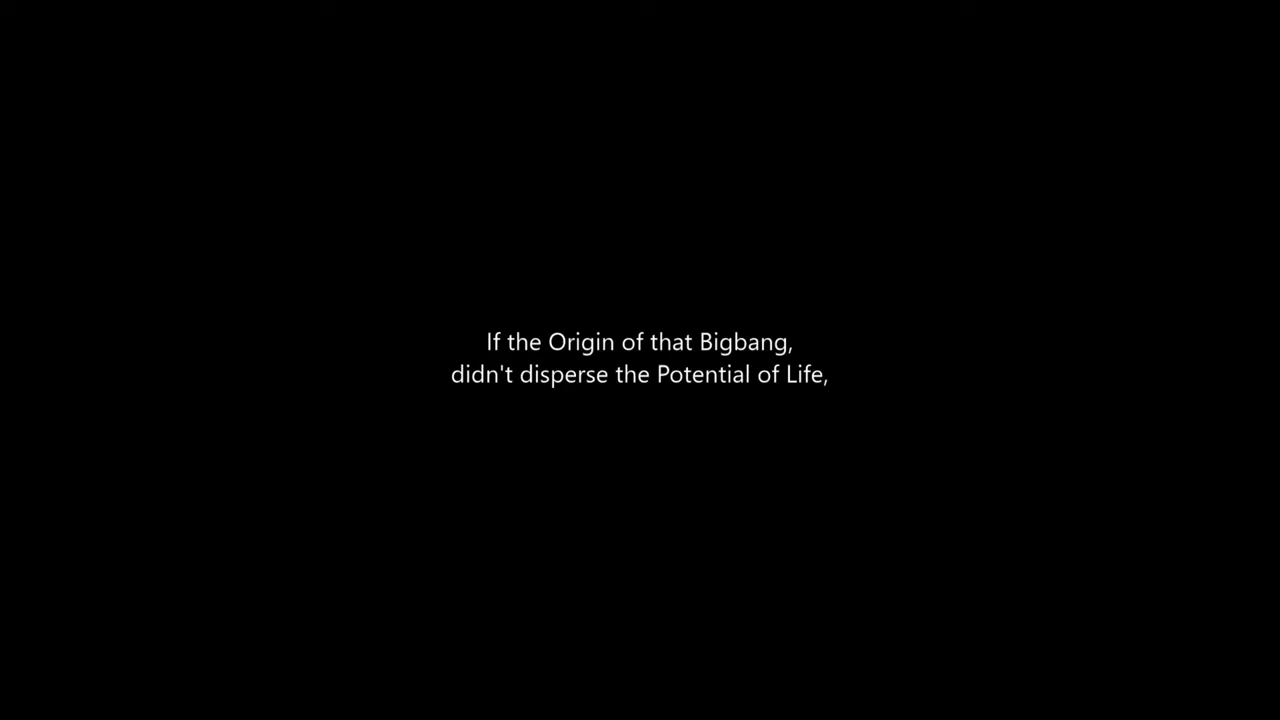 If the Origin of that Bigbang,
didn't disperse the Potential of Life,